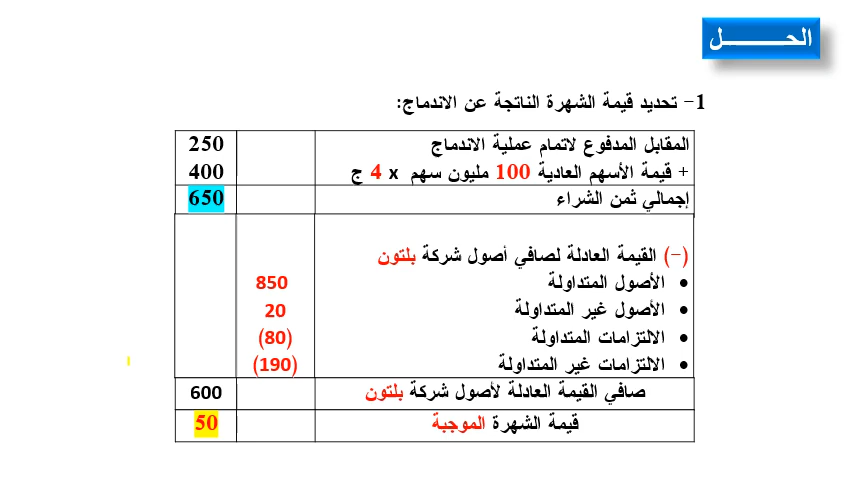 الحـــــــــــل
1- تحديد قيمة الشهرة الناتجة عن الاندماج:
المقابل المدفوع لاتمام عملية الاندماج 250
+ قيمة الأسهم العادية 100 مليون سهم x 4 ج 400
إجمالي ثمن الشراء 650
(-) القيمة العادلة لصافي أصول شركة بلتون
• الأصول المتداولة 850
• الأصول غير المتداولة 20
• الالتزامات المتداولة (80)
• الالتزامات غير المتداولة (190)
صافي القيمة العادلة لأصول شركة بلتون 600
قيمة الشهرة الموجبة 50